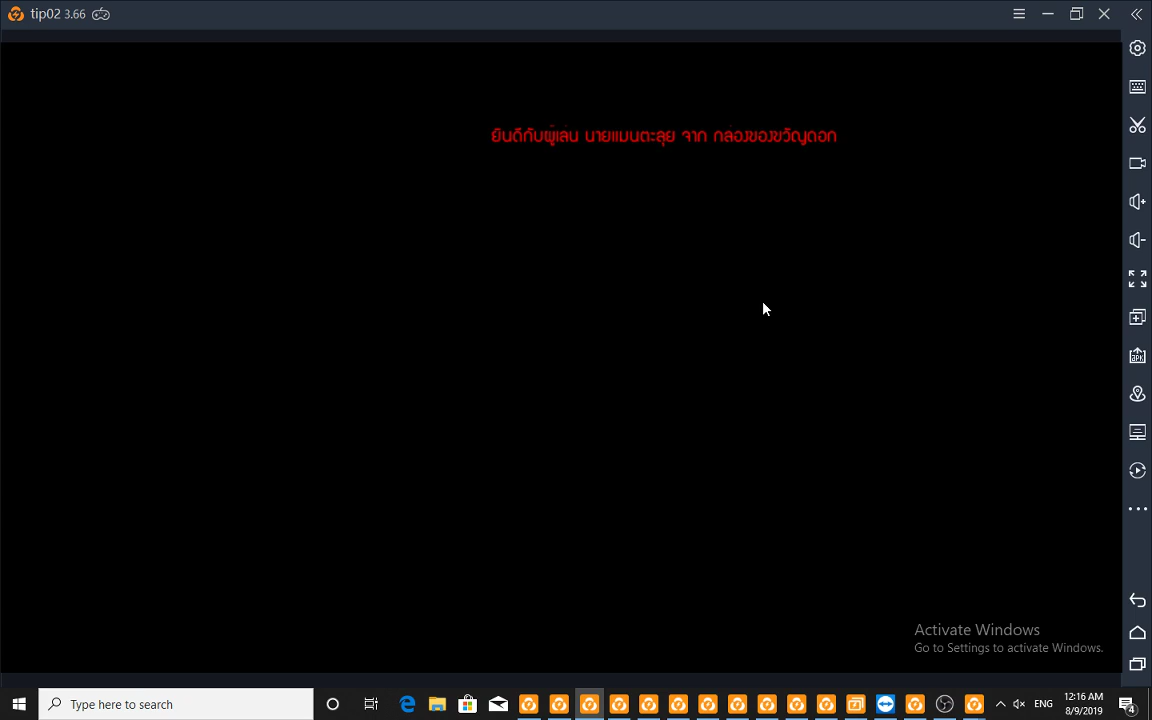 tip02 3.66
ยินดีกับผู้เล่น นายแมนตะลุย จาก กล่องของขวัญดอก
APK
Activate Windows
Go to Settings to activate Windows.
Type here to search
ENG
12:16 AM
8/9/2019
4